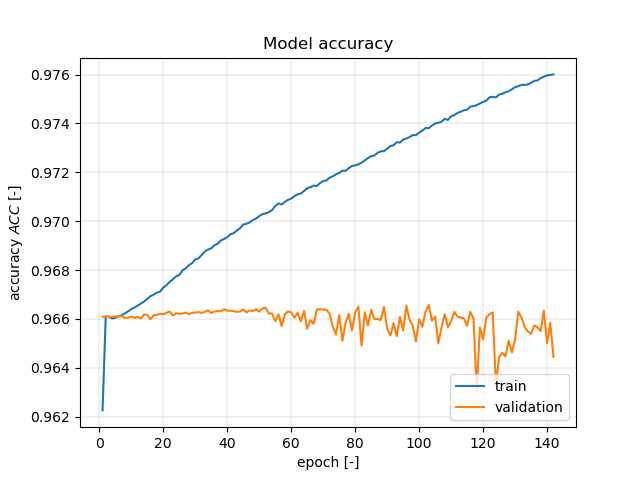 Model accuracy
accuracy ACC [-]
0.976
0.974
0.972
0.970
0.968
0.966
0.964
0.962
0 20 40 60 80 100 120 140
epoch [-]
train
validation